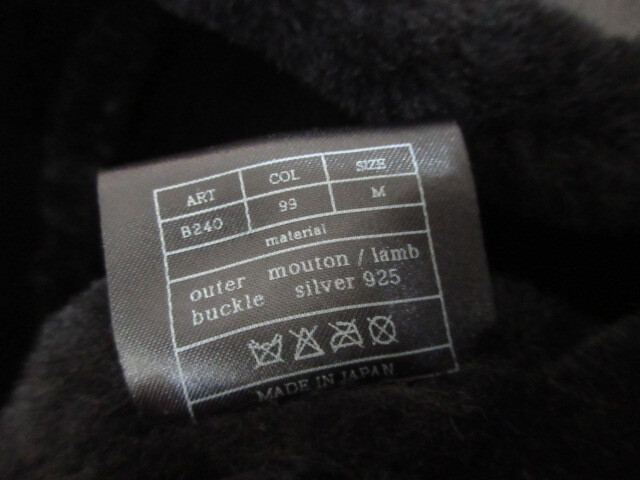 ART COL SIZE
B240 99 M
material
outer mouton / lamb
buckle silver 925
MADE IN JAPAN